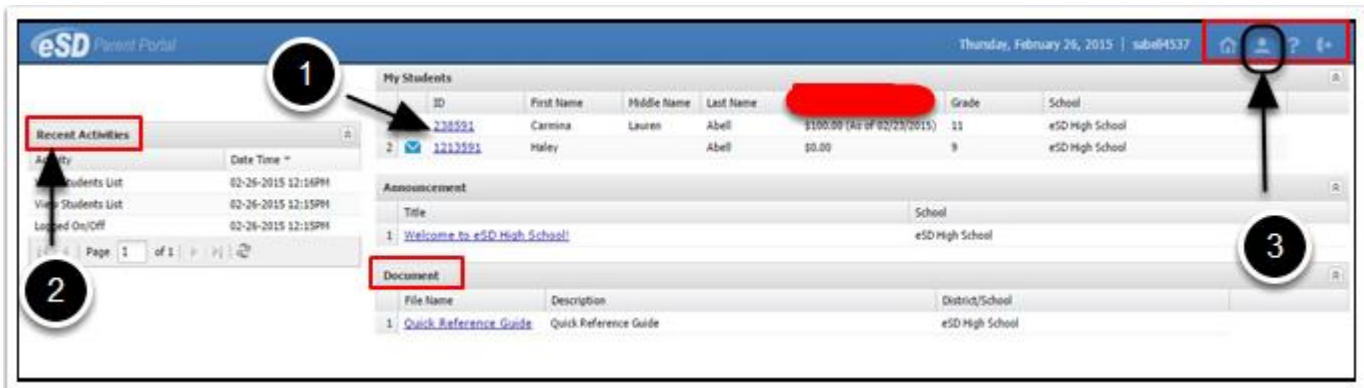 eSD Parent Portal
Thursday, February 26, 2015 | sabell4537
?
1
My Students
ID First Name Middle Name Last Name Grade School
238591 Carmina Lauren Abell $100.00 (As of 02/23/2015) 11 eSD High School
2 1213591 Haley Abell $0.00 9 eSD High School
Recent Activities
Date Time
Students List 02-26-2015 12:16PM
View Students List 02-26-2015 12:15PM
Logged On/Off 02-26-2015 12:15PM
Page 1 of 1
2
Announcement
Title School
1 Welcome to eSD High School! eSD High School
3
Document
File Name Description District/School
1 Quick Reference Guide Quick Reference Guide eSD High School